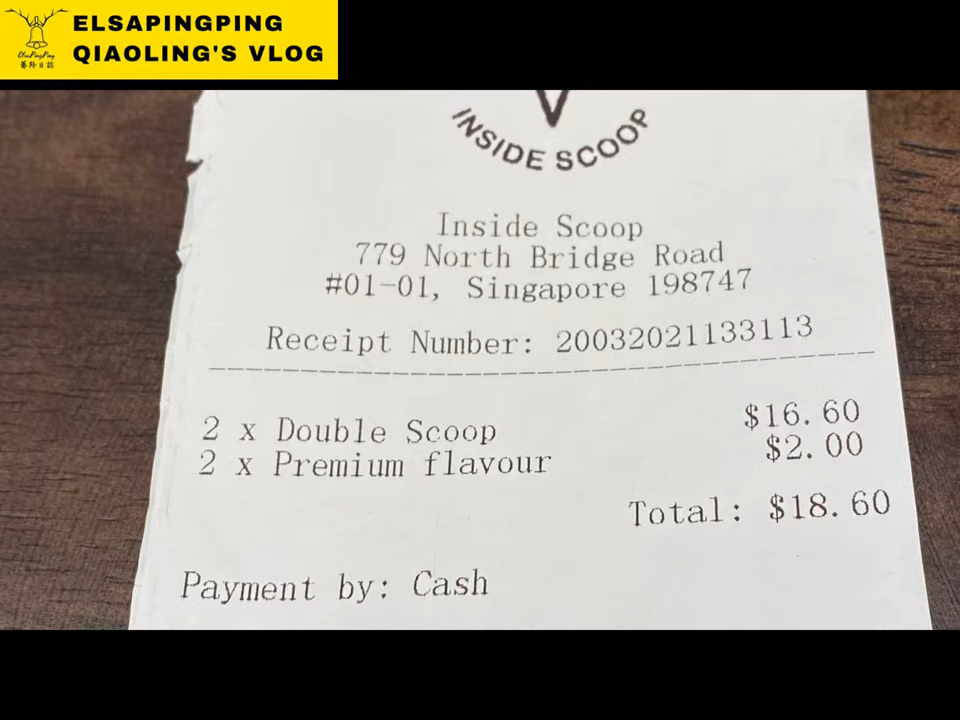 ELSAPINGPING
QIAOLING'S VLOG
ElsaPingPing
INSIDE SCOOP
Inside Scoop
779 North Bridge Road
#01-01, Singapore 198747
Receipt Number: 20032021133113
2 x Double Scoop $16.60
2 x Premium flavour $2.00
Total: $18.60
Payment by: Cash